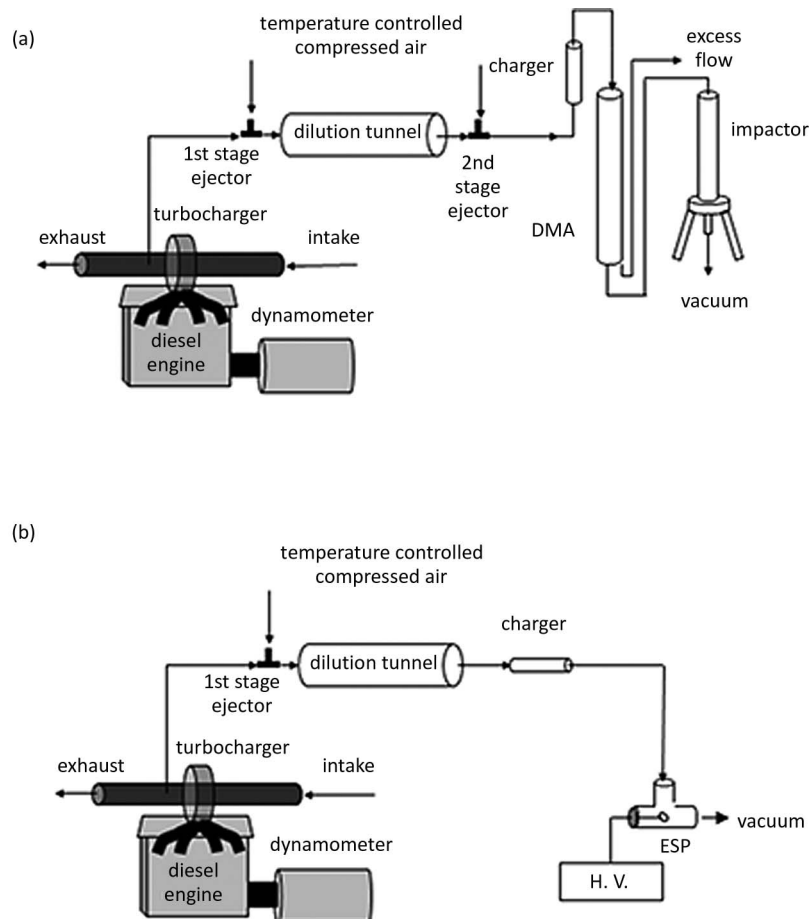 (a)
temperature controlled
compressed air
charger
excess
flow
dilution tunnel
impactor
1st stage
ejector
2nd
stage
ejector
turbocharger
DMA
exhaust
intake
vacuum
dynamometer
diesel
engine
(b)
temperature controlled
compressed air
charger
dilution tunnel
1st stage
ejector
turbocharger
exhaust
intake
vacuum
ESP
dynamometer
diesel
engine
H. V.